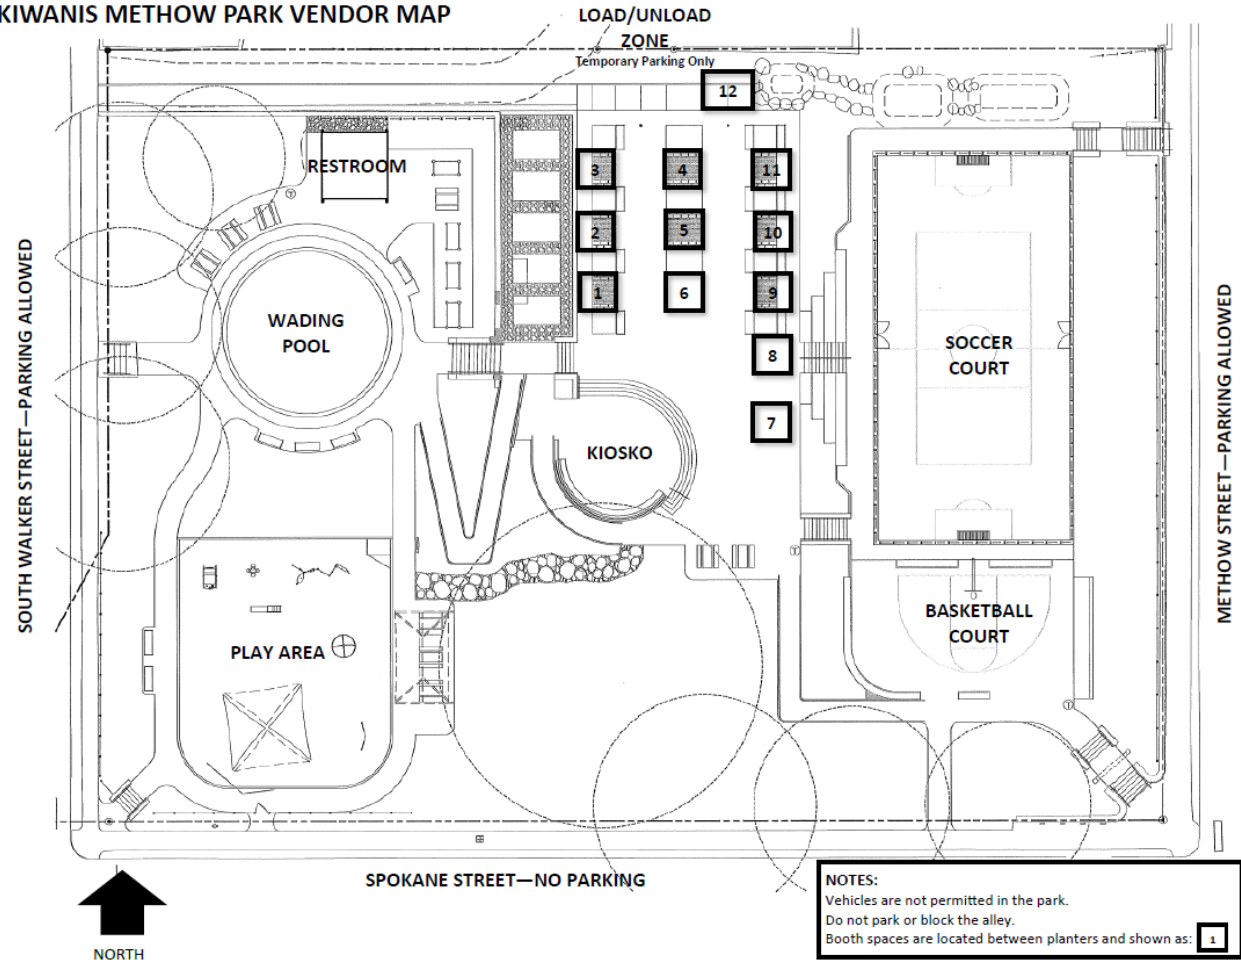 KIWANIS METHOW PARK VENDOR MAP
LOAD/UNLOAD
ZONE
Temporary Parking Only
12
RESTROOM
3
4
11
2
5
10
1
6
9
8
7
WADING
POOL
SOCCER
COURT
KIOSKO
SOUTH WALKER STREET—PARKING ALLOWED
METHOW STREET—PARKING ALLOWED
BASKETBALL
COURT
PLAY AREA
SPOKANE STREET—NO PARKING
NORTH
NOTES:
Vehicles are not permitted in the park.
Do not park or block the alley.
Booth spaces are located between planters and shown as: 1